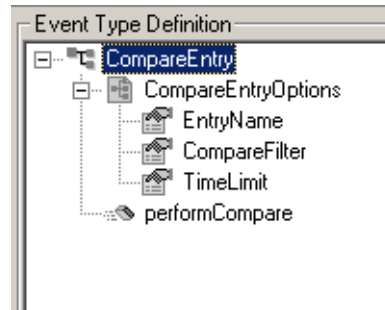 Event Type Definition
CompareEntry
CompareEntryOptions
EntryName
CompareFilter
TimeLimit
performCompare